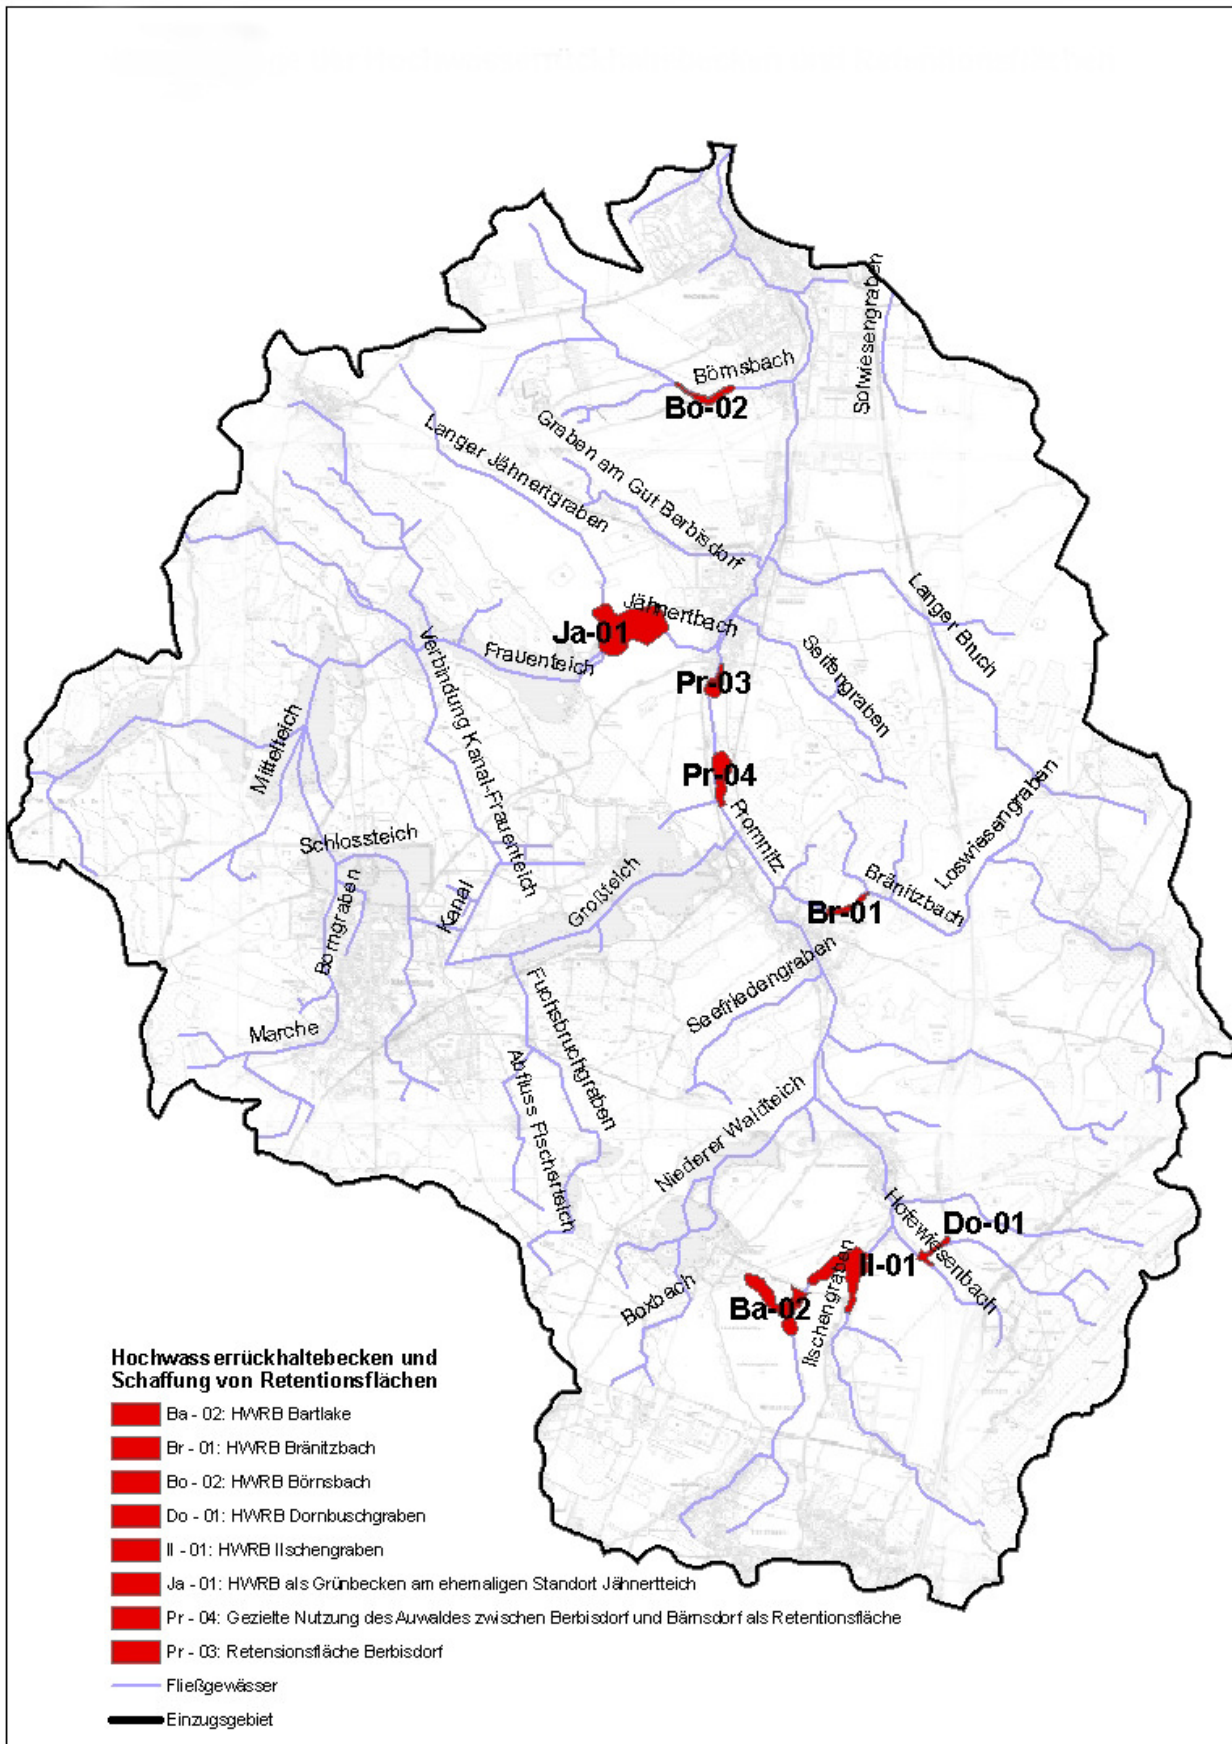 Sofwiesengraben
Börnsbach
Bo-02
Graben am Gut Berbisdorf
Langer Jähnertgraben
Langer Bruch
Jähnertbach
Ja-01
Frauenteich
Verbindung Kanal-Frauenteich
Seifengraben
Pr-03
Pr-04
Mittelteich
Promnitz
Loswiesengraben
Schlossteich
Großteich
Bränitzbach
Br-01
Kanal
Borngraben
Seefriedengraben
Fuchsbruchgraben
Marche
Abfluss Fischerteich
Niederer Waldteich
Hofewiesenbach
Do-01
Il-01
Boxbach
Ba-02
Ilschengraben
Hochwasserrückhaltebecken und
Schaffung von Retentionsflächen
Ba - 02: HWRB Bartlake
Br - 01: HWRB Bränitzbach
Bo - 02: HWRB Börnsbach
Do - 01: HWRB Dornbuschgraben
Il - 01: HWRB Ilschengraben
Ja - 01: HWRB als Grünbecken am ehemaligen Standort Jähnertteich
Pr - 04: Gezielte Nutzung des Auwaldes zwischen Berbisdorf und Bärnsdorf als Retentionsfläche
Pr - 03: Retensionsfläche Berbisdorf
Fließgewässer
Einzugsgebiet